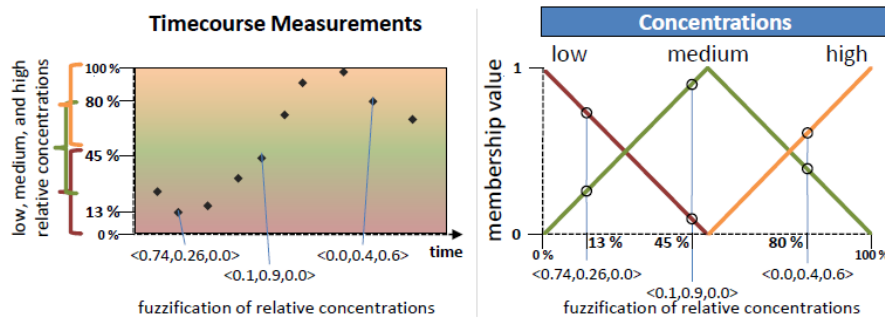 Timecourse Measurements
low, medium, and high
relative concentrations
100 %
80 %
45 %
13 %
0 %
time
<0.74,0.26,0.0>
<0.0,0.4,0.6>
<0.1,0.9,0.0>
fuzzification of relative concentrations
Concentrations
low medium high
membership value
1
0
0 % 13 % 45 % 80 % 100 %
<0.74,0.26,0.0>
<0.0,0.4,0.6>
<0.1,0.9,0.0>
fuzzification of relative concentrations